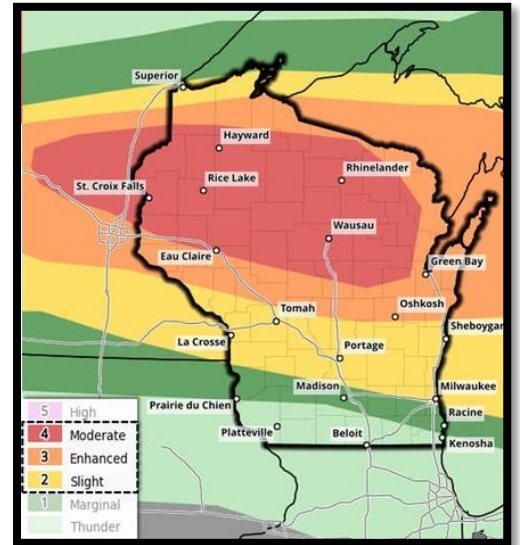 Superior
Hayward
Rhinelander
St. Croix Falls
Rice Lake
Wausau
Eau Claire
Green Bay
Tomah
Oshkosh
La Crosse
Sheboygan
Portage
Prairie du Chien
Madison
Milwaukee
Platteville
Beloit
Racine
Kenosha
5 High
4 Moderate
3 Enhanced
2 Slight
1 Marginal
Thunder